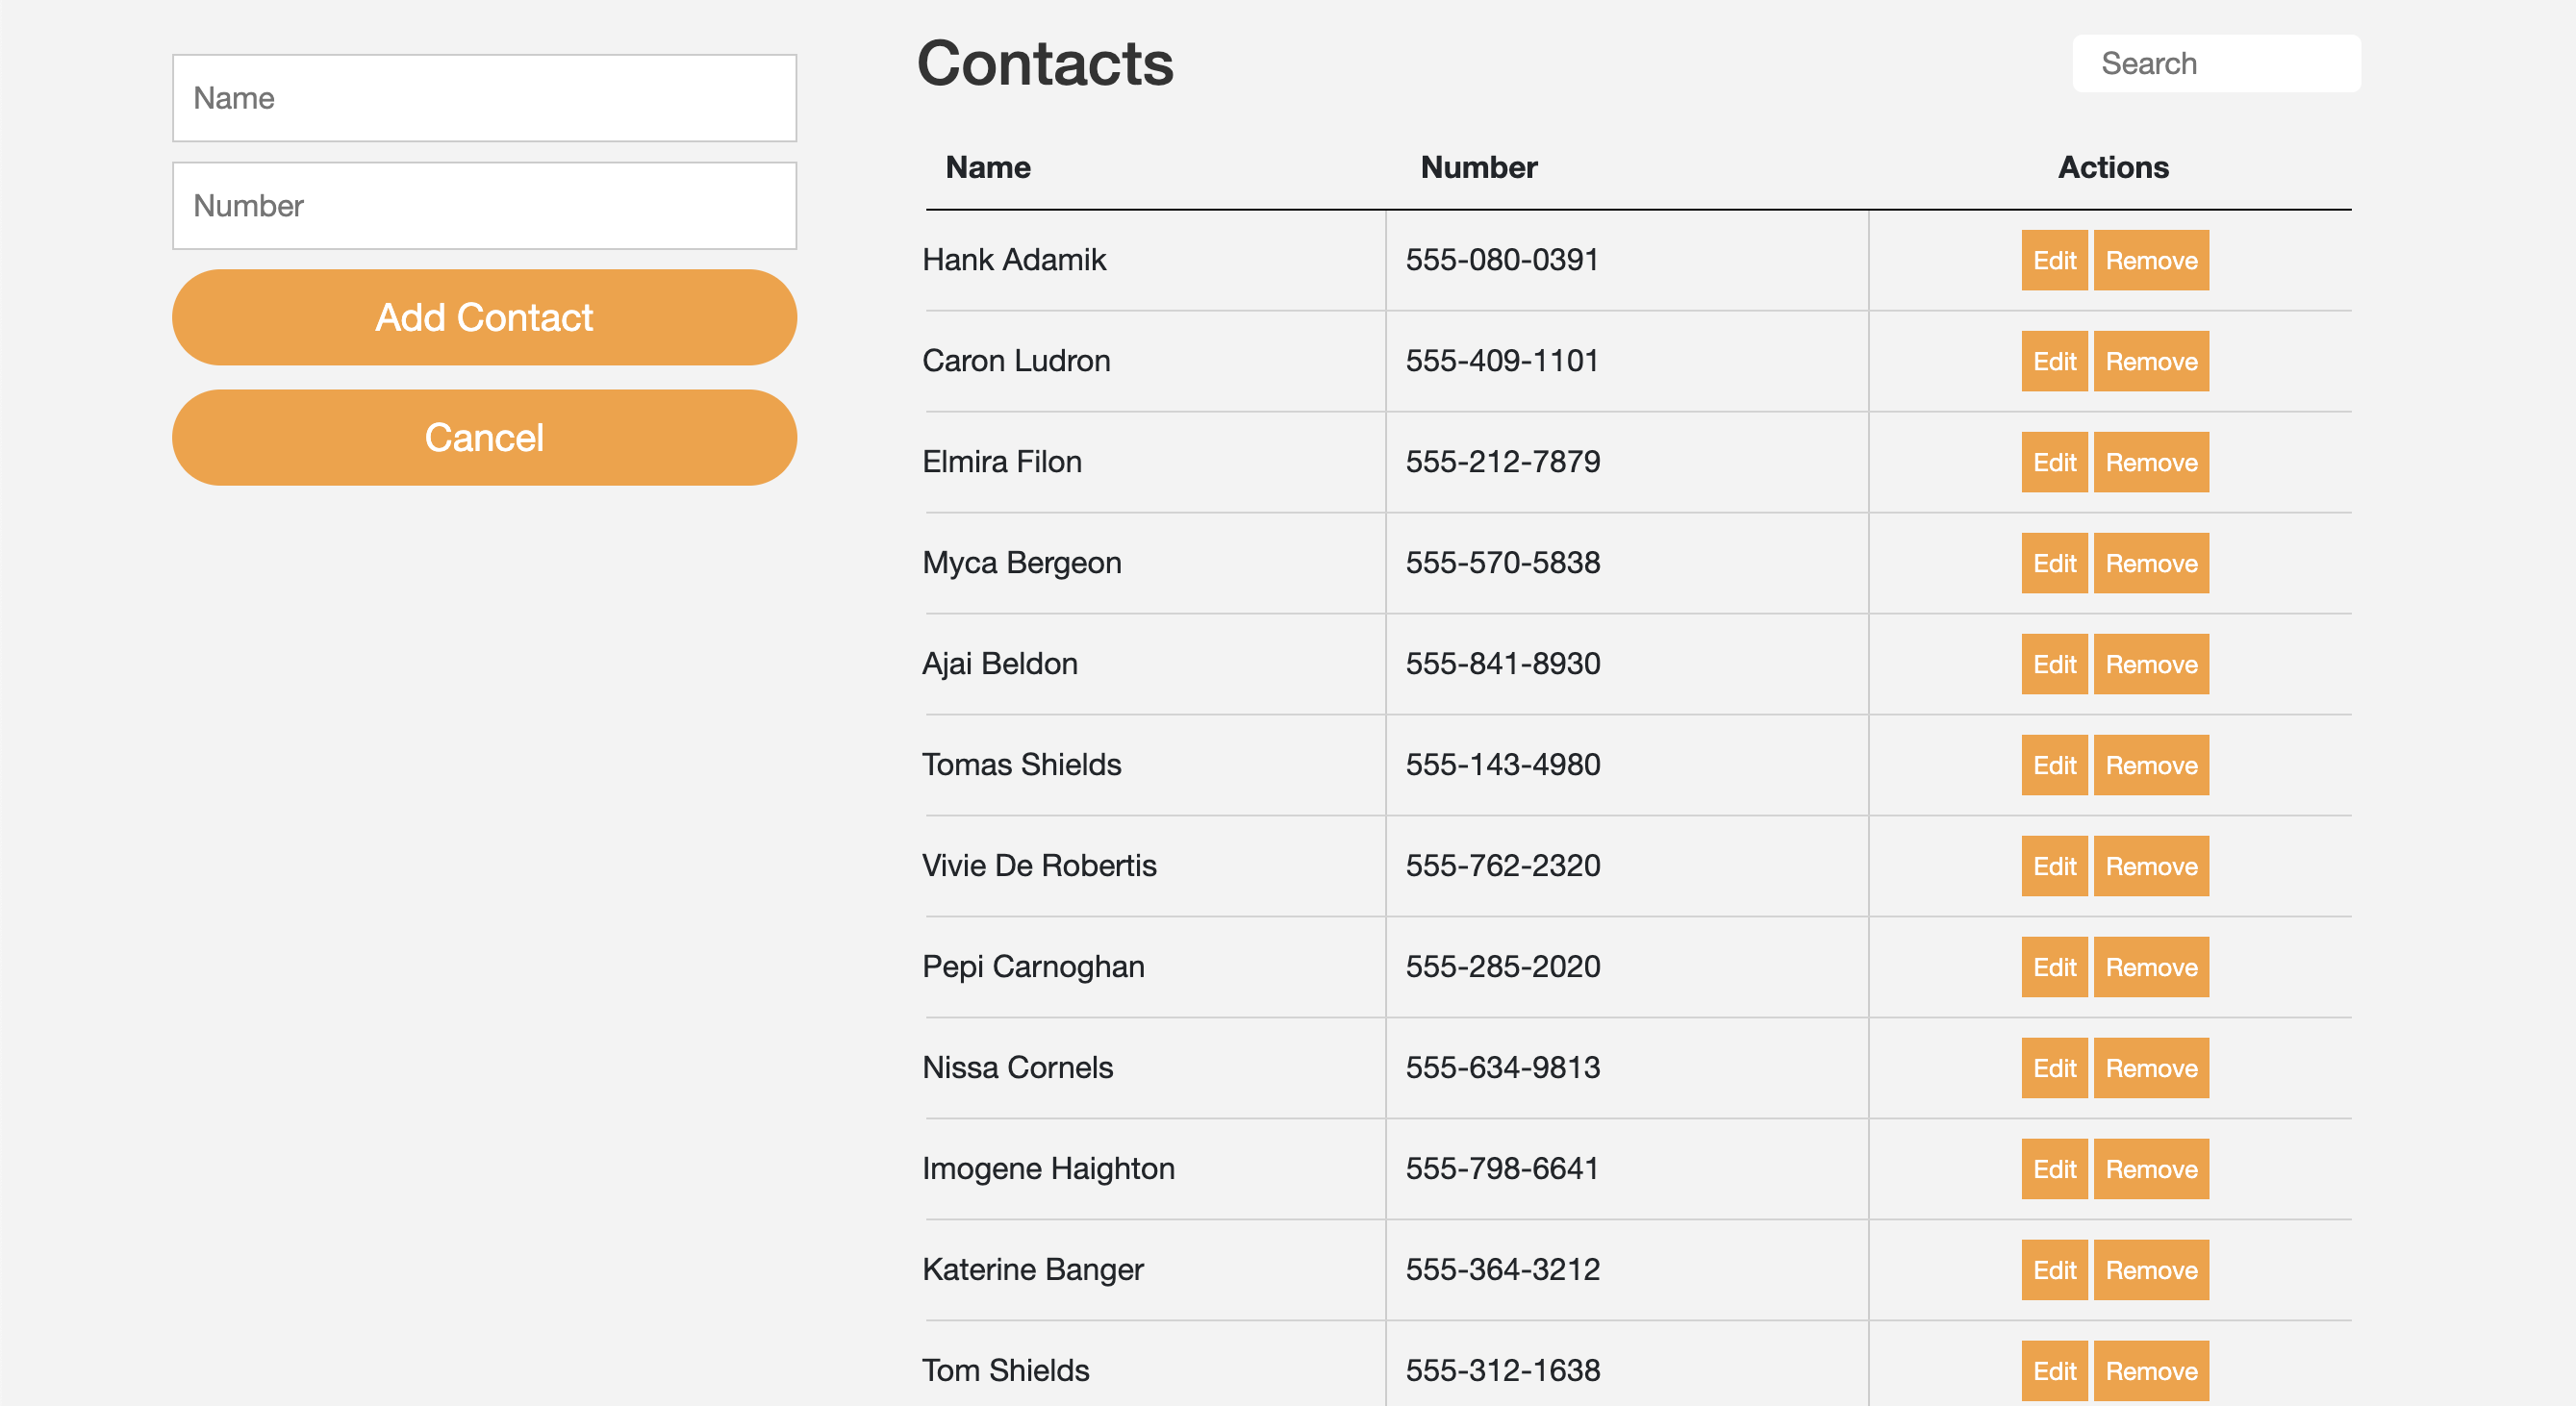 Name
Number
Add Contact
Cancel
Contacts
Search
Name Number Actions
Hank Adamik 555-080-0391 Edit Remove
Caron Ludron 555-409-1101 Edit Remove
Elmira Filon 555-212-7879 Edit Remove
Myca Bergeon 555-570-5838 Edit Remove
Ajai Beldon 555-841-8930 Edit Remove
Tomas Shields 555-143-4980 Edit Remove
Vivie De Robertis 555-762-2320 Edit Remove
Pepi Carnoghan 555-285-2020 Edit Remove
Nissa Cornels 555-634-9813 Edit Remove
Imogene Haighton 555-798-6641 Edit Remove
Katerine Banger 555-364-3212 Edit Remove
Tom Shields 555-312-1638 Edit Remove